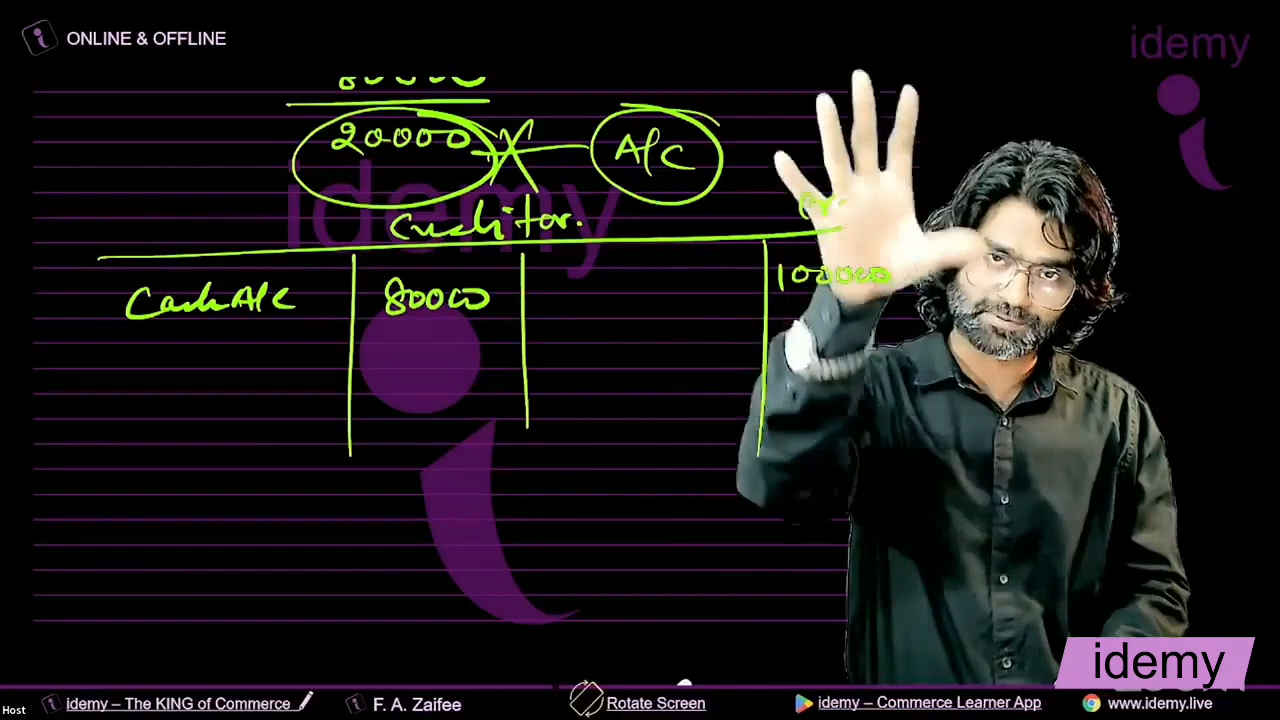 ONLINE & OFFLINE
idemy
20000
A/C
idemy
Creditor.
Cash A/C 80000 100000
idemy
Host
idemy – The KING of Commerce
F. A. Zaifee
Rotate Screen
idemy – Commerce Learner App
www.idemy.live